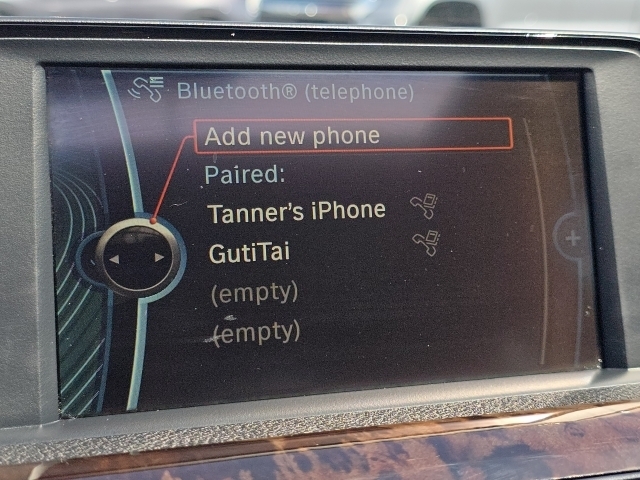 Bluetooth® (telephone)
Add new phone
Paired:
Tanner's iPhone
GutiTai
(empty)
(empty)